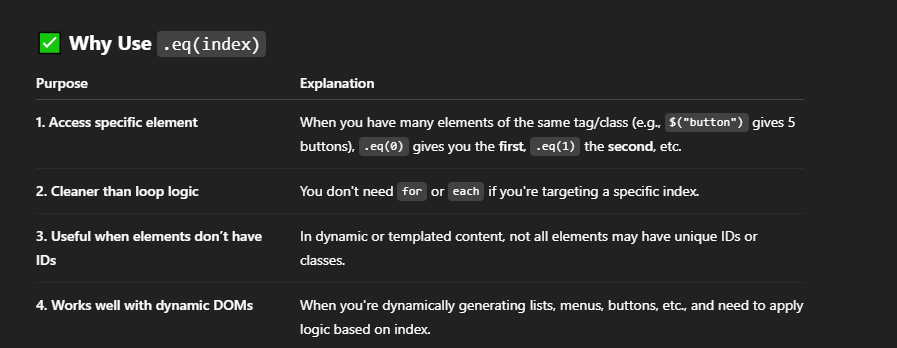 ✅ Why Use .eq(index)
Purpose Explanation
1. Access specific element When you have many elements of the same tag/class (e.g., $("button") gives 5
buttons), .eq(0) gives you the first, .eq(1) the second, etc.
2. Cleaner than loop logic You don't need for or each if you're targeting a specific index.
3. Useful when elements don’t have In dynamic or templated content, not all elements may have unique IDs or
IDs classes.
4. Works well with dynamic DOMs When you're dynamically generating lists, menus, buttons, etc., and need to apply
logic based on index.